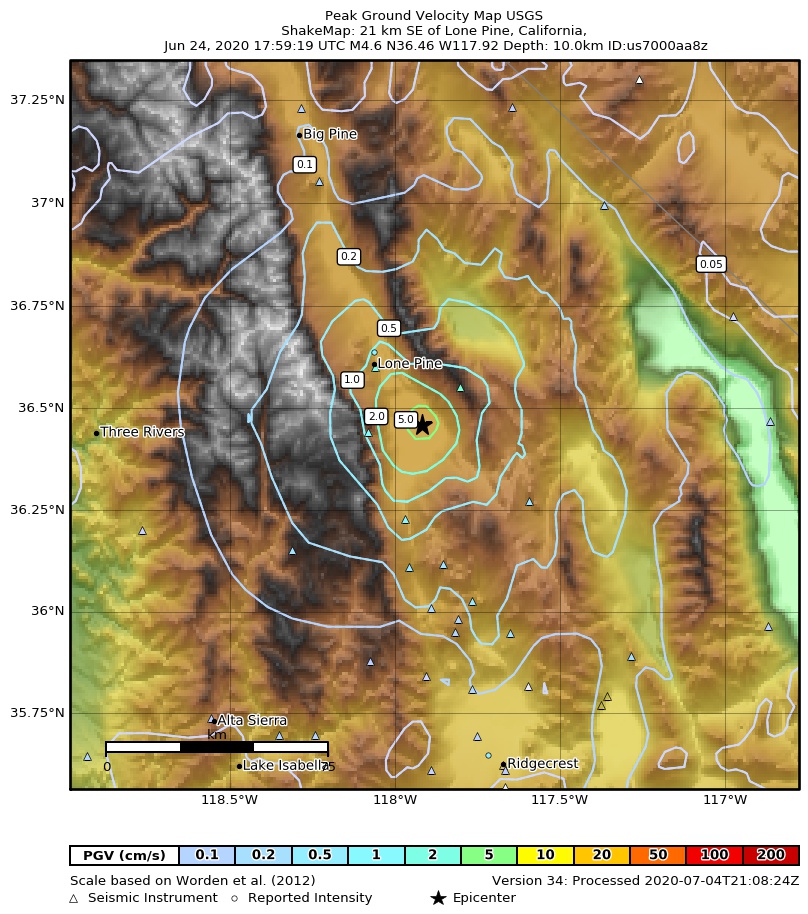 Peak Ground Velocity Map USGS
ShakeMap: 21 km SE of Lone Pine, California,
Jun 24, 2020 17:59:19 UTC M4.6 N36.46 W117.92 Depth: 10.0km ID:us7000aa8z
37.25°N
Big Pine
0.1
37°N
0.2
0.05
36.75°N
0.5
Lone Pine
1.0
36.5°N
2.0 5.0
Three Rivers
36.25°N
36°N
35.75°N
Alta Sierra
km
0 75
Lake Isabella
Ridgecrest
118.5°W 118°W 117.5°W 117°W
PGV (cm/s) 0.1 0.2 0.5 1 2 5 10 20 50 100 200
Scale based on Worden et al. (2012) Version 34: Processed 2020-07-04T21:08:24Z
Seismic Instrument Reported Intensity Epicenter